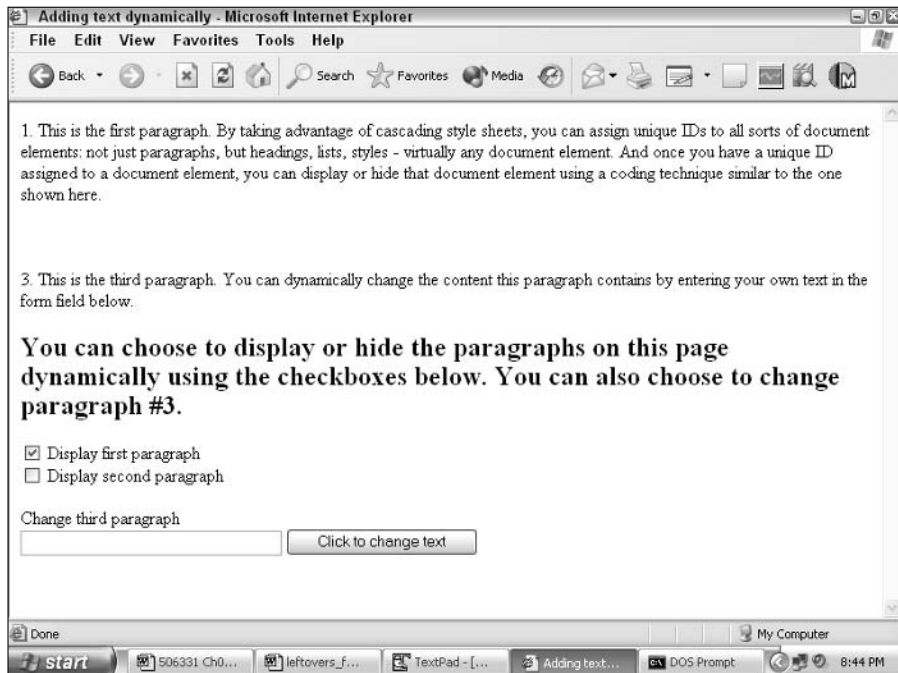 Adding text dynamically - Microsoft Internet Explorer
File Edit View Favorites Tools Help
Back Search Favorites Media
1. This is the first paragraph. By taking advantage of cascading style sheets, you can assign unique IDs to all sorts of document
elements: not just paragraphs, but headings, lists, styles - virtually any document element. And once you have a unique ID
assigned to a document element, you can display or hide that document element using a coding technique similar to the one
shown here.
3. This is the third paragraph. You can dynamically change the content this paragraph contains by entering your own text in the
form field below.
You can choose to display or hide the paragraphs on this page
dynamically using the checkboxes below. You can also choose to change
paragraph #3.
Display first paragraph
Display second paragraph
Change third paragraph
Click to change text
Done My Computer
start 506331 Ch0... leftovers_f... TextPad - [... Adding text... DOS Prompt 8:44 PM